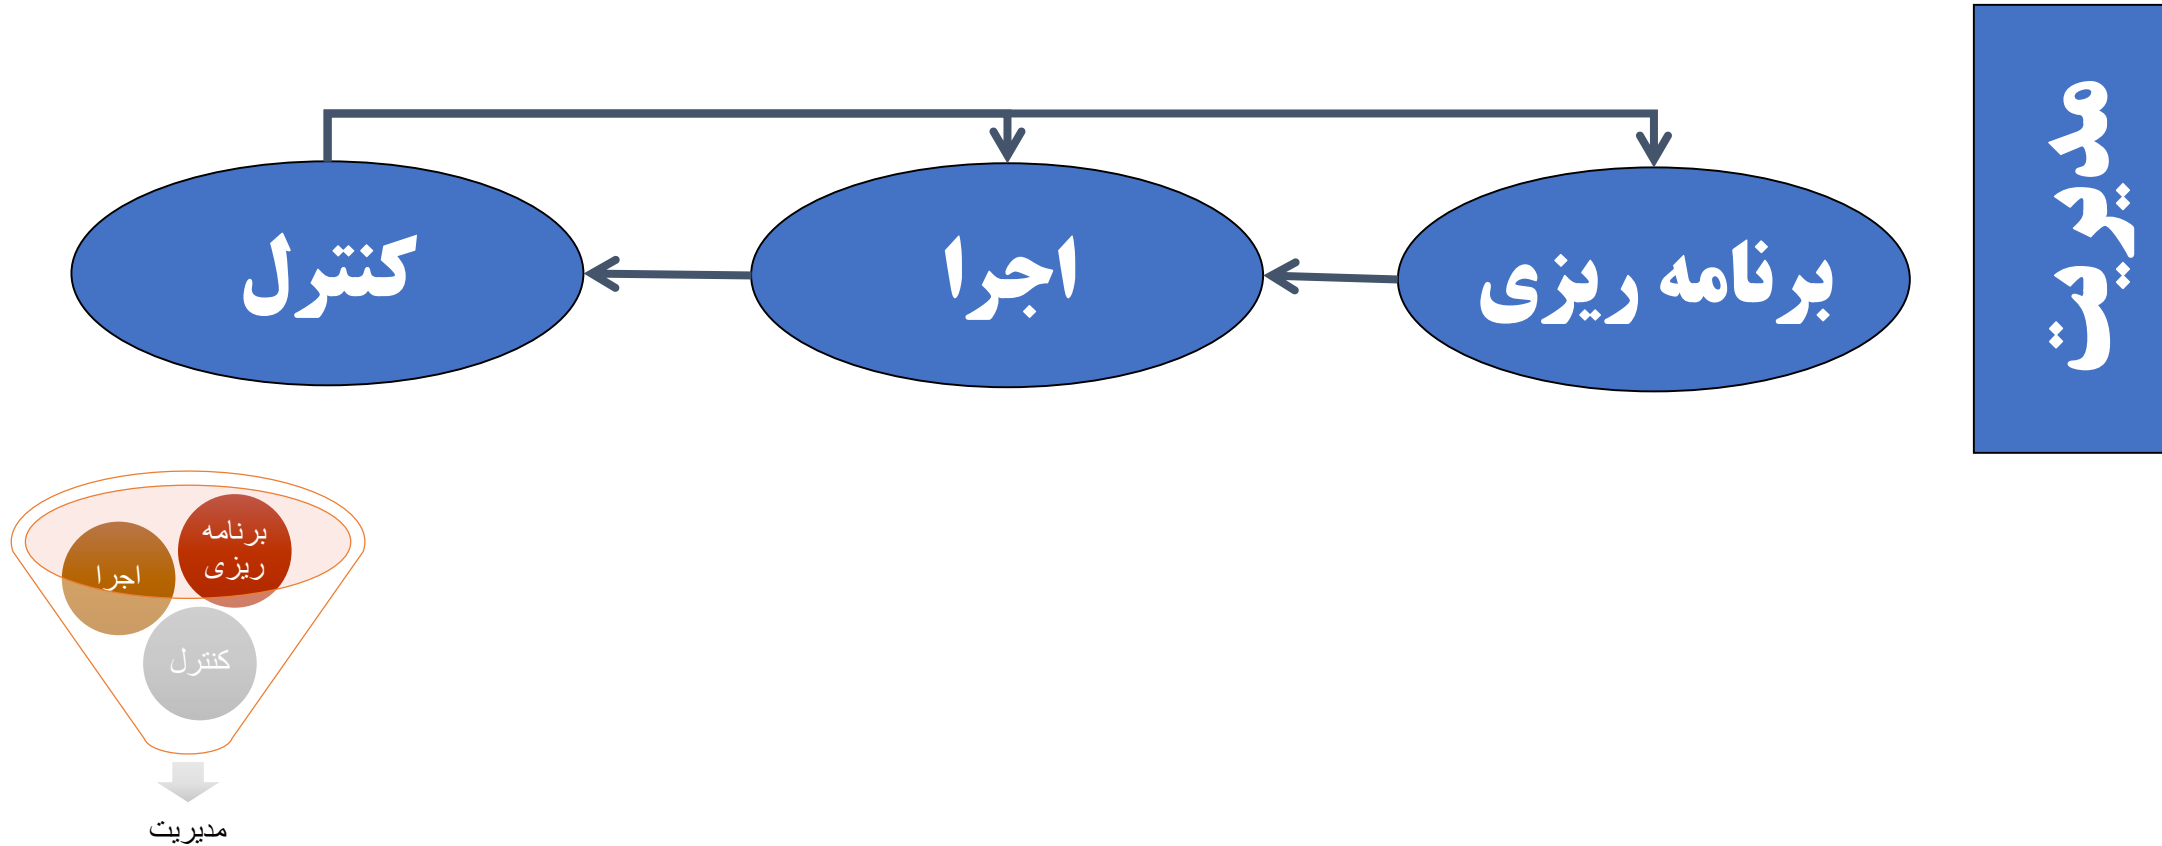 مدیریت
برنامه ریزی
اجرا
کنترل
برنامه
ریزی
اجرا
کنترل
مدیریت